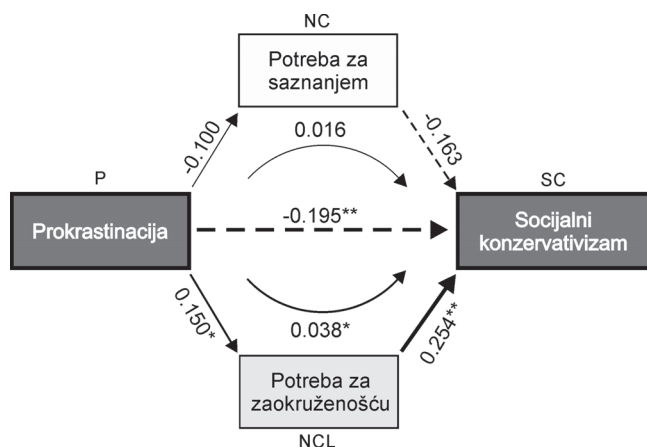 NC
Potreba za
saznanjem
-0.100
0.016
-0.163
P
SC
Prokrastinacija
-0.195**
Socijalni
konzervativizam
0.150*
0.038*
0.254**
Potreba za
zaokruženošću
NCL